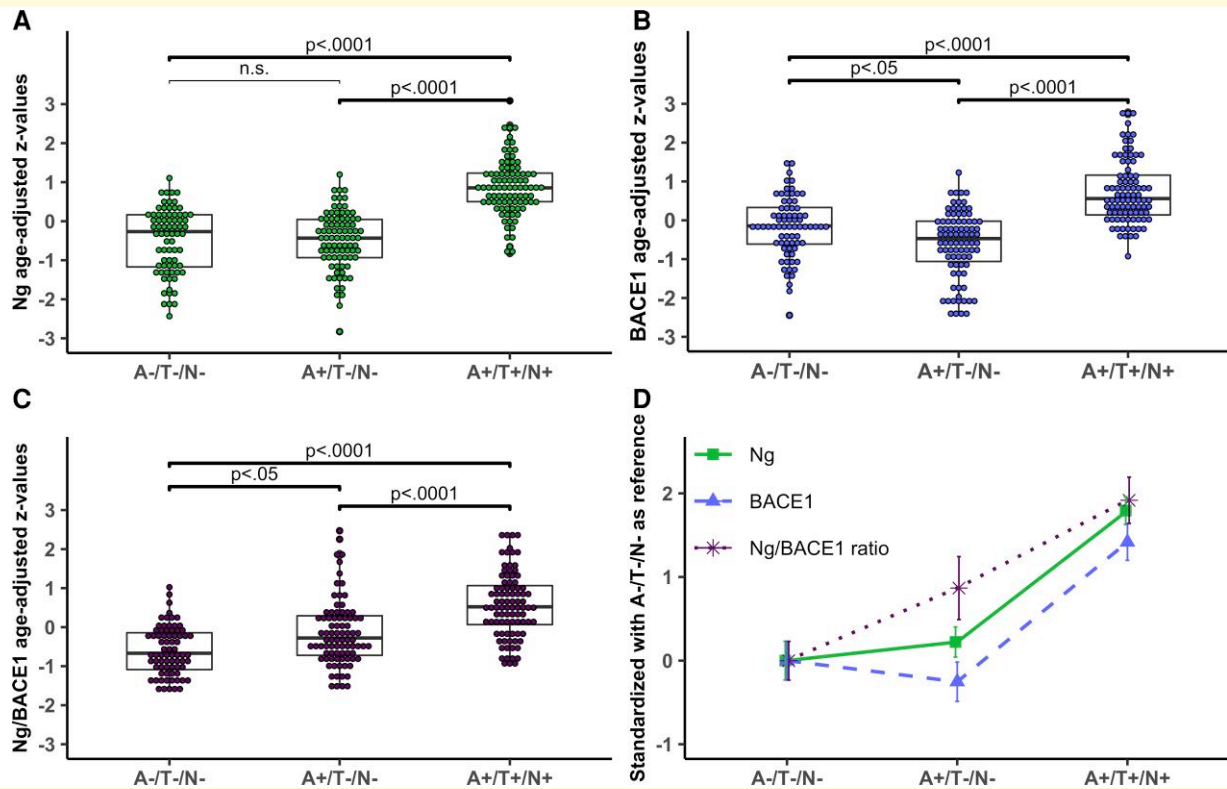 A
Ng age-adjusted z-values
p<.0001
n.s.
p<.0001
3
2
1
0
-1
-2
-3
A-/T-/N-
A+/T-/N-
A+/T+/N+
B
BACE1 age-adjusted z-values
p<.0001
p<.05
p<.0001
3
2
1
0
-1
-2
-3
A-/T-/N-
A+/T-/N-
A+/T+/N+
C
Ng/BACE1 age-adjusted z-values
p<.0001
p<.05
p<.0001
3
2
1
0
-1
-2
-3
A-/T-/N-
A+/T-/N-
A+/T+/N+
D
Standardized with A-/T-/N- as reference
Ng
BACE1
Ng/BACE1 ratio
2
1
0
-1
A-/T-/N-
A+/T-/N-
A+/T+/N+